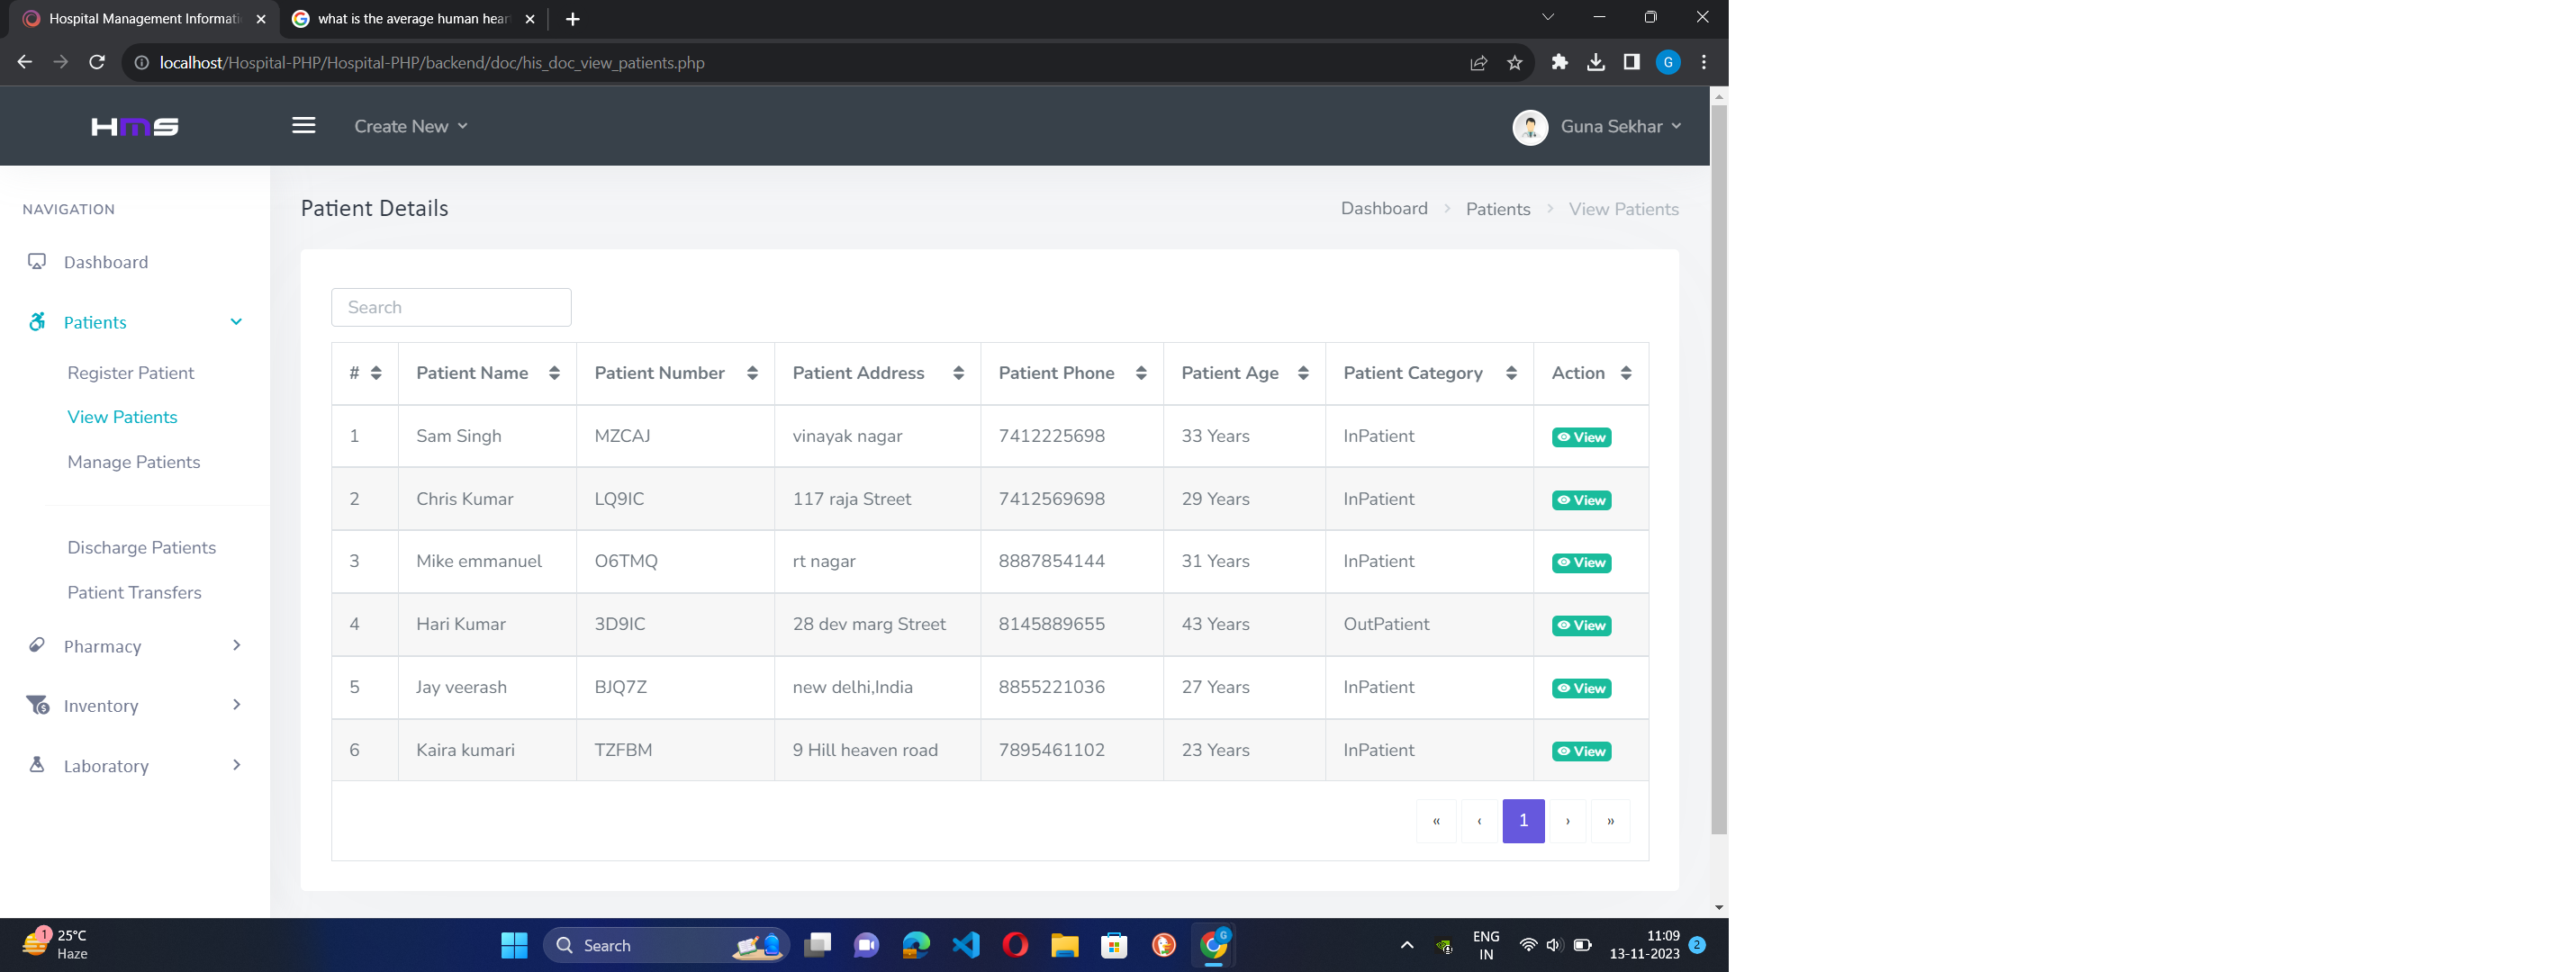 Hospital Management Informati
what is the average human hear
localhost/Hospital-PHP/Hospital-PHP/backend/doc/his_doc_view_patients.php
G
HMS
Create New
Guna Sekhar
NAVIGATION
Dashboard
Patients
Register Patient
View Patients
Manage Patients
Discharge Patients
Patient Transfers
Pharmacy
Inventory
Laboratory
Patient Details
Dashboard > Patients > View Patients
Search
# Patient Name Patient Number Patient Address Patient Phone Patient Age Patient Category Action
1 Sam Singh MZCAJ vinayak nagar 7412225698 33 Years InPatient View
2 Chris Kumar LQ9IC 117 raja Street 7412569698 29 Years InPatient View
3 Mike emmanuel O6TMQ rt nagar 8887854144 31 Years InPatient View
4 Hari Kumar 3D9IC 28 dev marg Street 8145889655 43 Years OutPatient View
5 Jay veerash BJQ7Z new delhi,India 8855221036 27 Years InPatient View
6 Kaira kumari TZFBM 9 Hill heaven road 7895461102 23 Years InPatient View
« ‹ 1 › »
1
25°C
Haze
Search
G
ENG
IN
11:09
13-11-2023
2